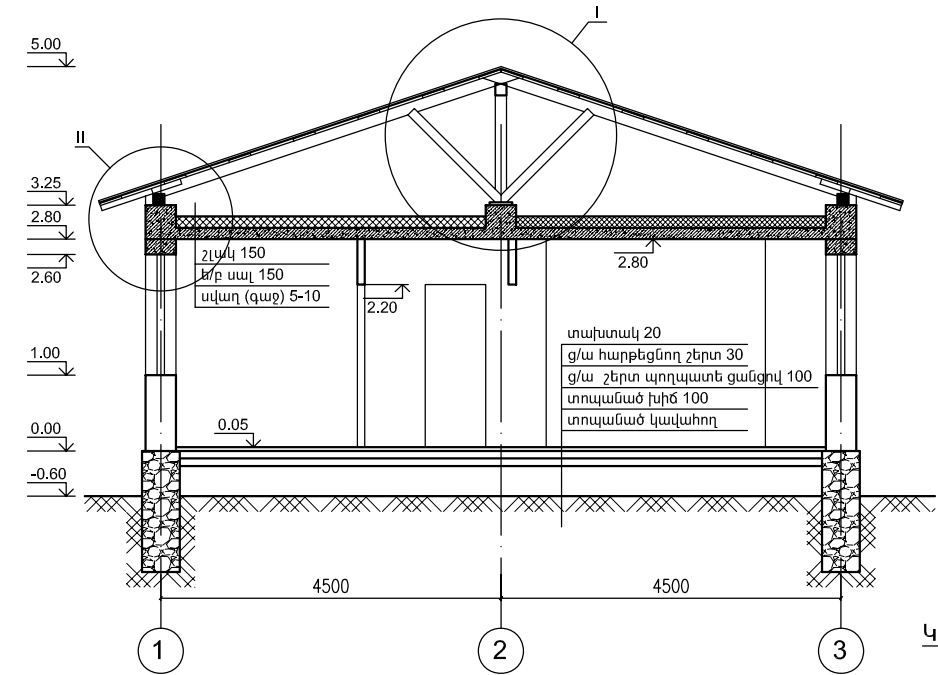 I
5.00
II
3.25
2.80
2.60
շլակ 150
ե/բ սալ 150
սվաղ (գաջ) 5-10
2.80
2.20
1.00
տախտակ 20
ց/ա հարթեցնող շերտ 30
ց/ա շերտ պողպատե ցանցով 100
տոպանած խիճ 100
տոպանած կավահող
0.00
0.05
-0.60
4500
4500
1
2
3
Կ